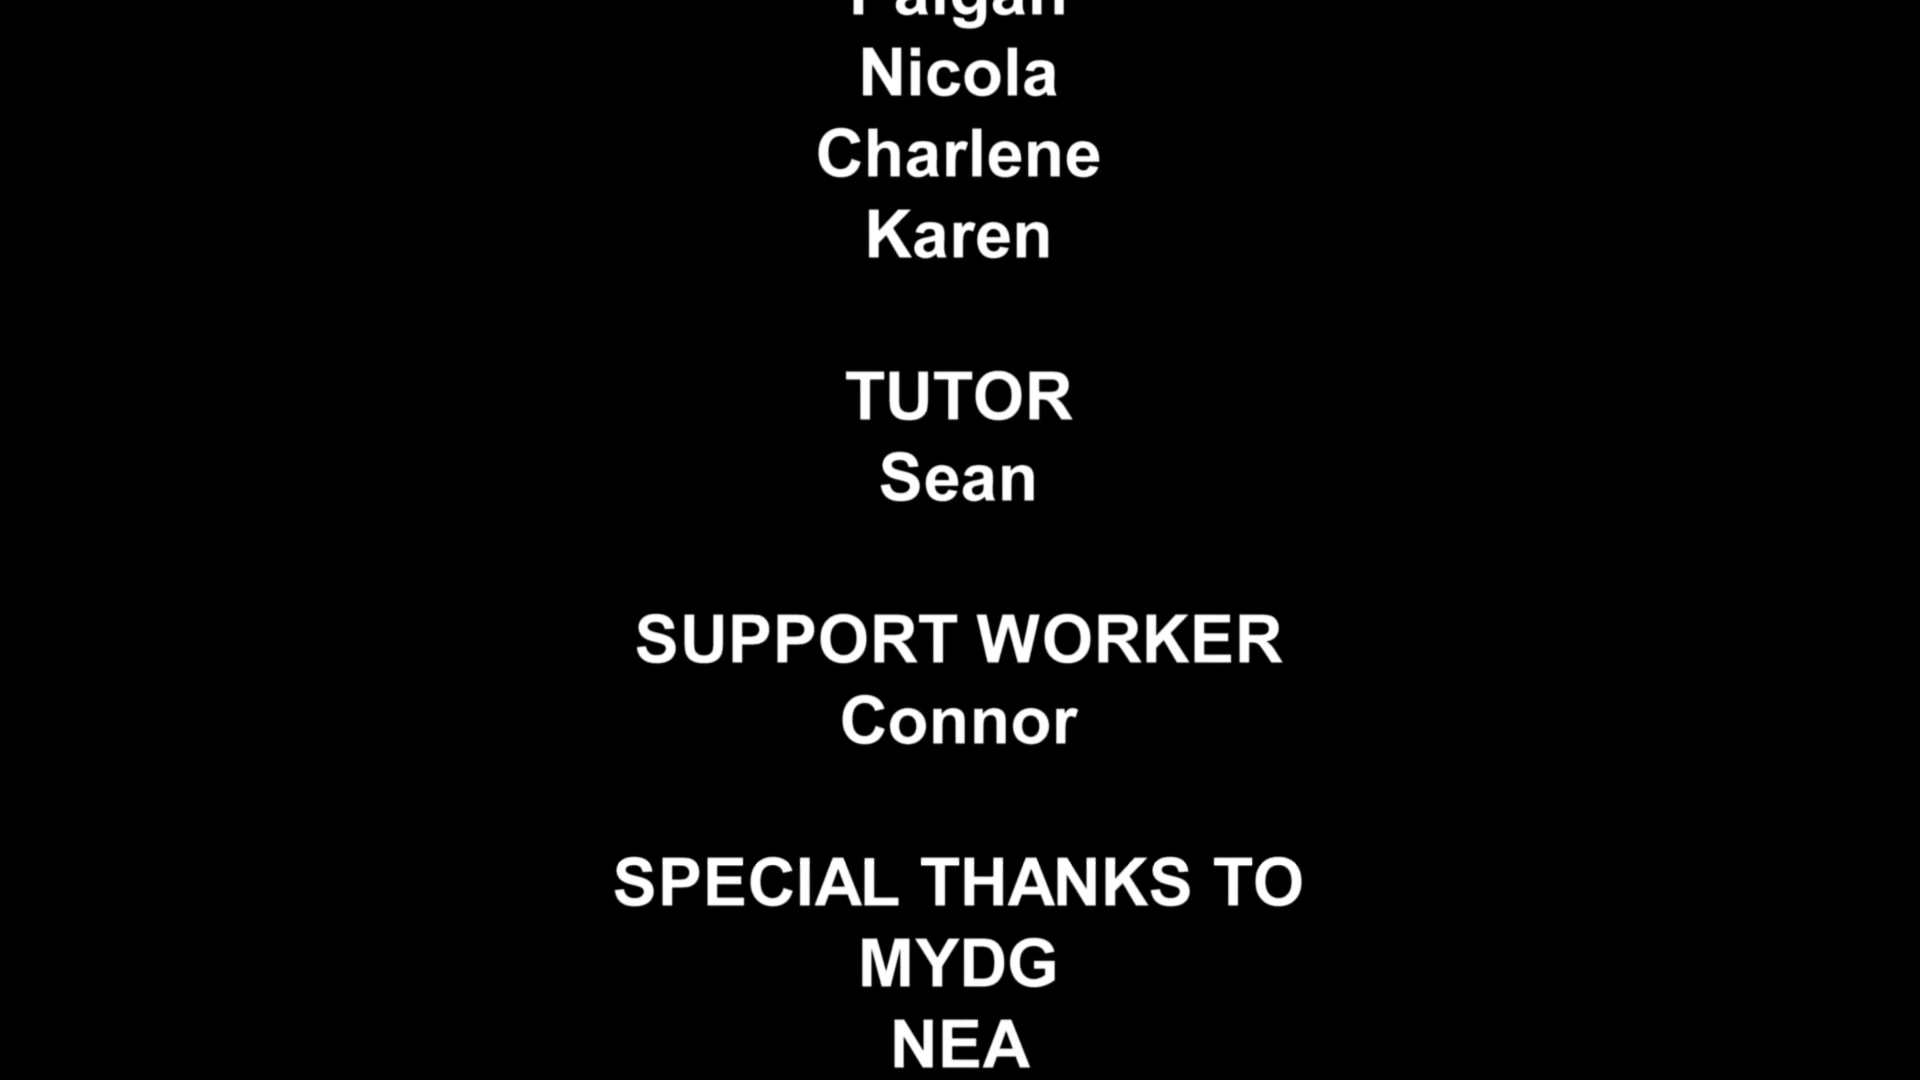 Nicola
Charlene
Karen
TUTOR
Sean
SUPPORT WORKER
Connor
SPECIAL THANKS TO
MYDG
NEA